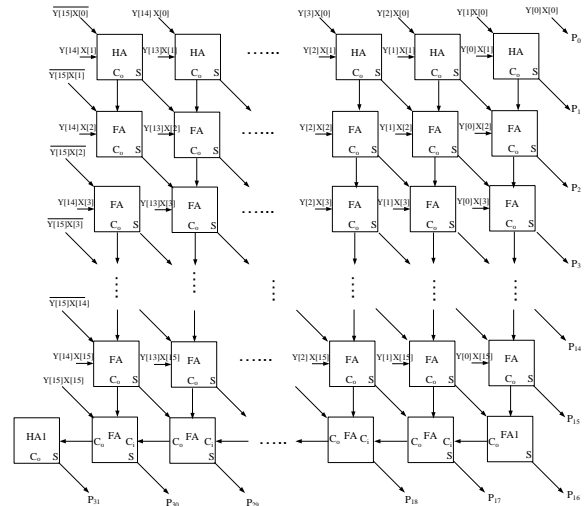 Y[15]X[0] Y[14] X[0] Y[3]X[0] Y[2]X[0] Y[1]X[0] Y[0]X[0]
P0
Y[14]X[1] HA Y[13]X[1] HA ...... Y[2]X[1] HA Y[1]X[1] HA Y[0]X[1] HA
Co S Co S Co S Co S Co S
Y[15]X[1]
P1
Y[14]X[2] FA Y[13]X[2] FA ..... Y[2]X[2] FA Y[1]X[2] FA Y[0]X[2] FA
Co S Co S Co S Co S Co S
Y[15]X[2]
P2
Y[14]X[3] FA Y[13]X[3] FA ..... Y[2]X[3] FA Y[1]X[3] FA Y[0]X[3] FA
Co S Co S Co S Co S Co S
Y[15]X[3]
P3
Y[15]X[14]
P14
Y[14]X[15] FA Y[13]X[15] FA ..... Y[2]X[15] FA Y[1]X[15] FA Y[0]X[15] FA
Co S Co S Co S Co S Co S
Y[15]X[15]
P15
HA1 Co FA Ci Co FA Ci ..... Co FA Ci Co FA Ci FA1
Co S S S S S
P31 P30 P29 P18 P17 P16